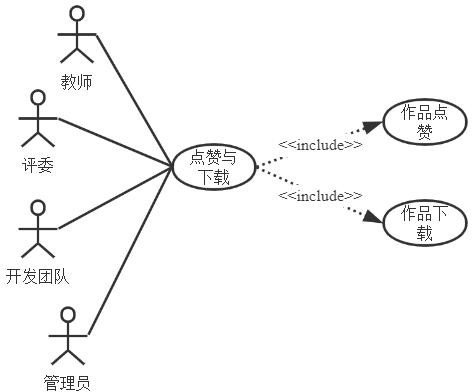 教师
评委
开发团队
管理员
点赞与
下载
<<include>>
<<include>>
作品点
赞
作品下
载